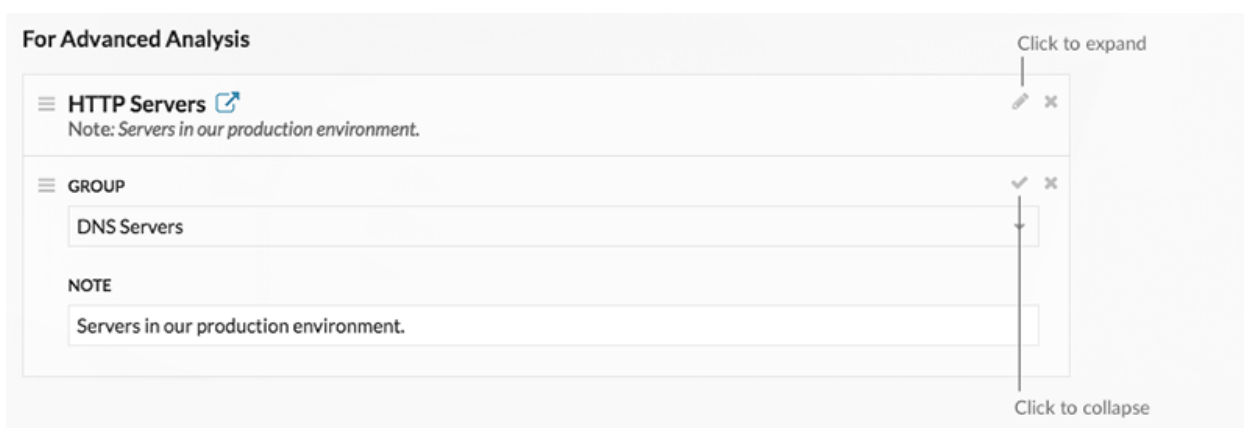 For Advanced Analysis
Click to expand
HTTP Servers
Note: Servers in our production environment.
GROUP
DNS Servers
NOTE
Servers in our production environment.
Click to collapse